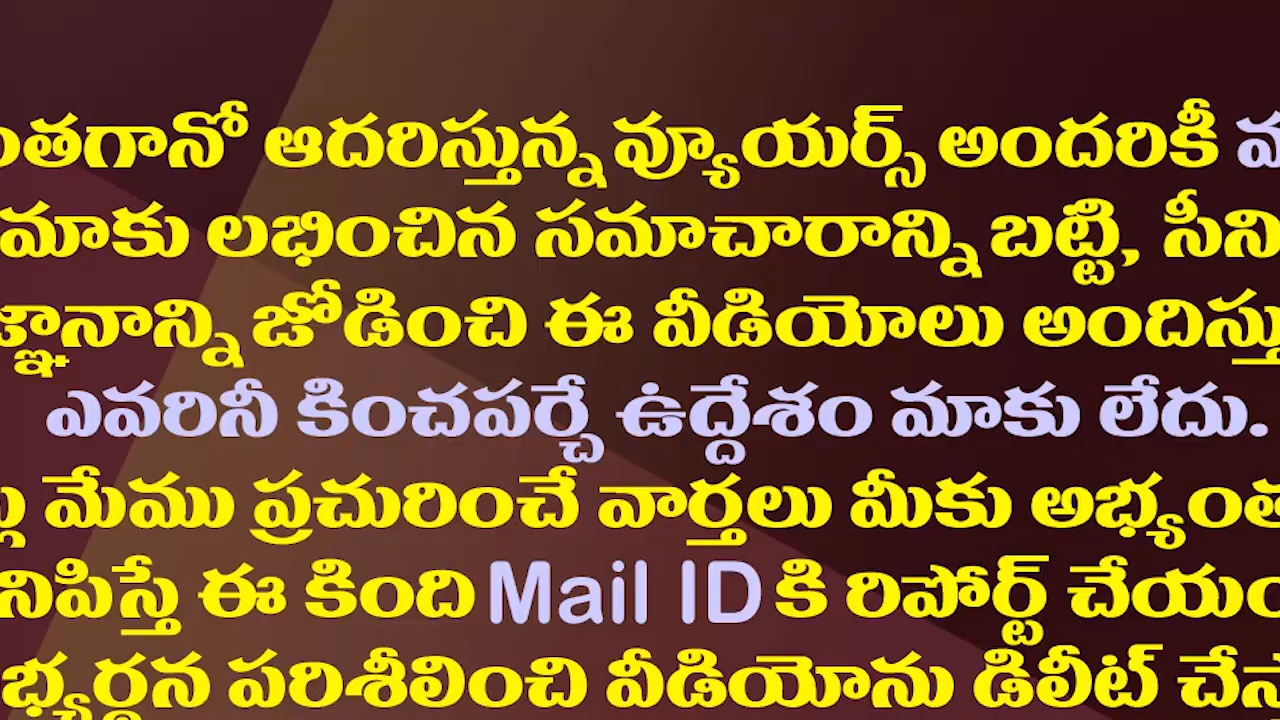 ంతగానో ఆదరిస్తున్న వ్యూయర్స్ అందరికీ
మాకు లభించిన సమాచారాన్ని బట్టి, సీని
జ్ఞానాన్ని జోడించి ఈ వీడియోలు అందిస్తు
ఎవరినీ కించపర్చే ఉద్దేశం మాకు లేదు.
మేము ప్రచురించే వార్తలు మీకు అభ్యంత
నిపిస్తే ఈ కింది Mail ID కి రిపోర్ట్ చేయం
భ్యర్థన పరిశీలించి వీడియోను డిలీట్ చేస